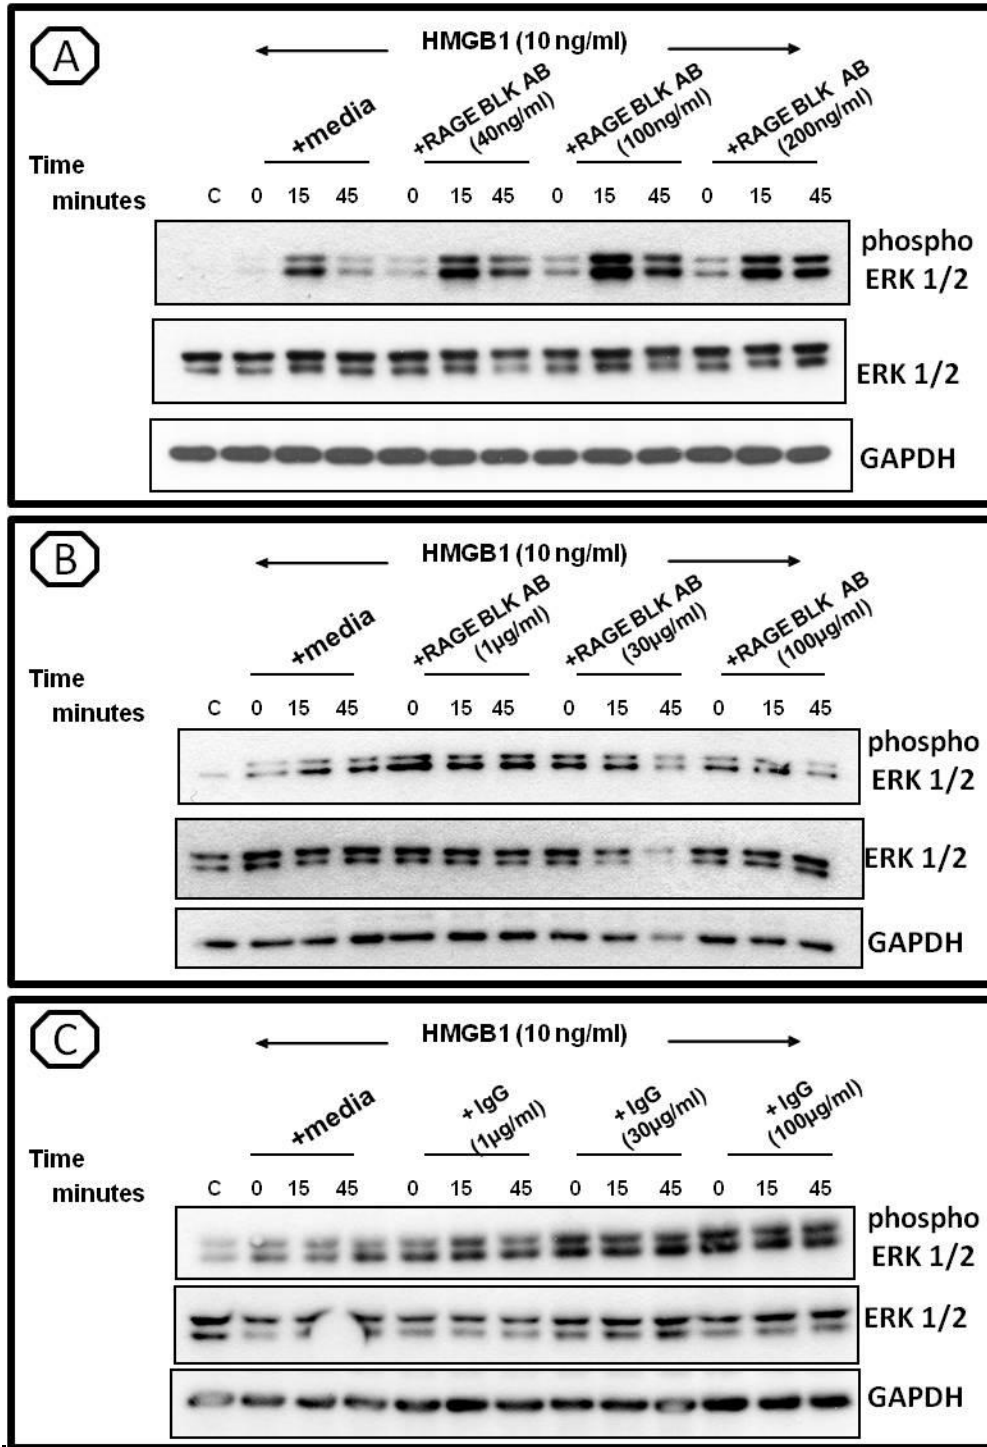 A
HMGB1 (10 ng/ml)
+media
+RAGE BLK AB
(40ng/ml)
+RAGE BLK AB
(100ng/ml)
+RAGE BLK AB
(200ng/ml)
Time
minutes
C 0 15 45 0 15 45 0 15 45 0 15 45
phospho
ERK 1/2
ERK 1/2
GAPDH
B
HMGB1 (10 ng/ml)
+media
+RAGE BLK AB
(1µg/ml)
+RAGE BLK AB
(30µg/ml)
+RAGE BLK AB
(100µg/ml)
Time
minutes
C 0 15 45 0 15 45 0 15 45 0 15 45
phospho
ERK 1/2
ERK 1/2
GAPDH
C
HMGB1 (10 ng/ml)
+media
+ IgG
(1µg/ml)
+ IgG
(30µg/ml)
+ IgG
(100µg/ml)
Time
minutes
C 0 15 45 0 15 45 0 15 45 0 15 45
phospho
ERK 1/2
ERK 1/2
GAPDH